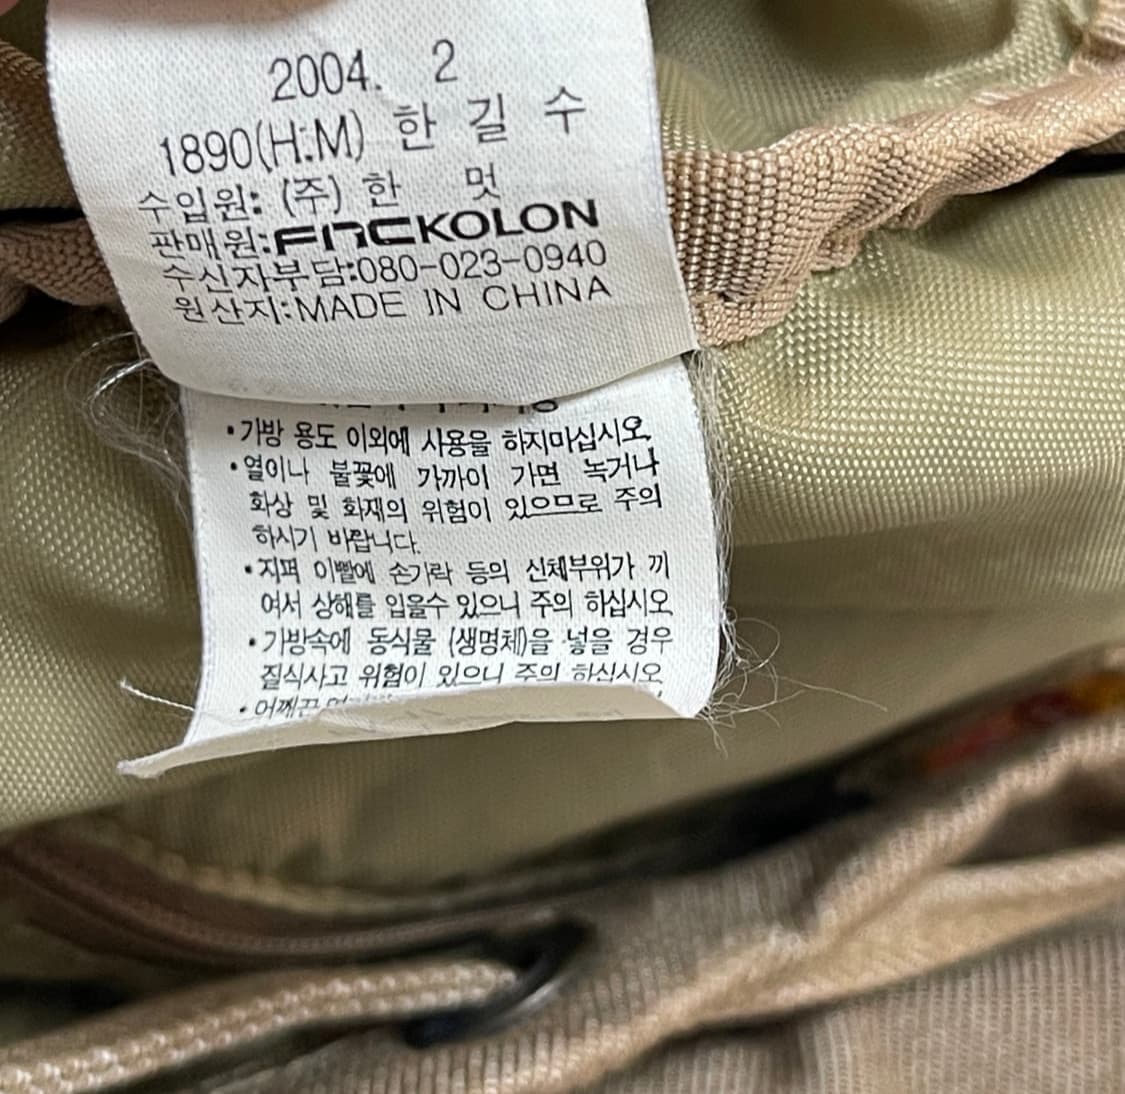 2004. 2
1890(H:M) 한 길 수
수입원: (주) 한 멋
판매원: FnC KOLON
수신자부담:080-023-0940
원산지:MADE IN CHINA
•가방 용도 이외에 사용을 하지마십시오
•열이나 불꽃에 가까이 가면 녹거나
화상 및 화재의 위험이 있으므로 주의
하시기 바랍니다.
•지퍼 이빨에 손가락 등의 신체부위가 끼
여서 상해를 입을수 있으니 주의 하십시오
•가방속에 동식물 (생명체)을 넣을 경우
질식사고 위험이 있으니 주의 하십시오
•어깨끈